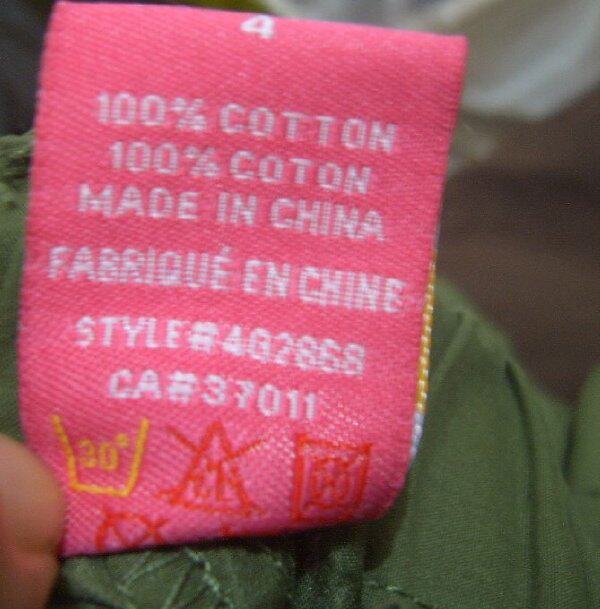 4
100% COTTON
100% COTON
MADE IN CHINA
FABRIQUÉ EN CHINE
STYLE#4G2868
CA#37011
30°